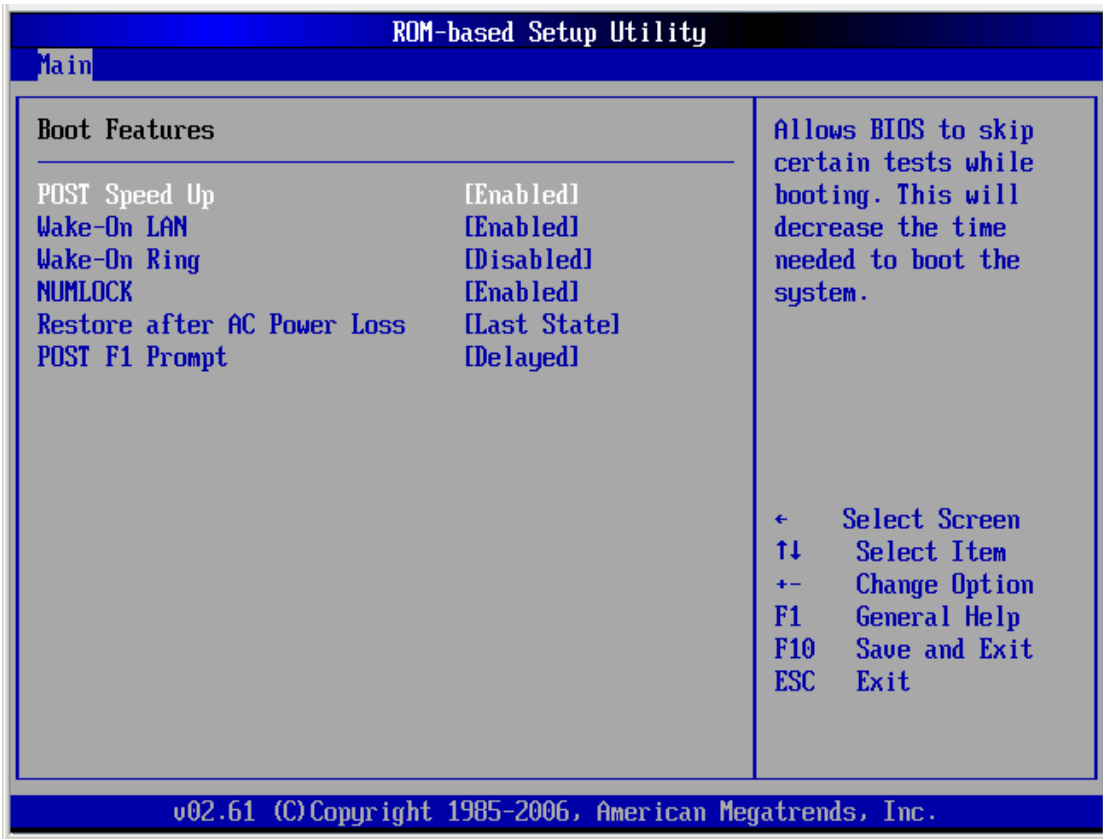 ROM-based Setup Utility
Main
Boot Features
POST Speed Up [Enabled]
Wake-On LAN [Enabled]
Wake-On Ring [Disabled]
NUMLOCK [Enabled]
Restore after AC Power Loss [Last State]
POST F1 Prompt [Delayed]
Allows BIOS to skip
certain tests while
booting. This will
decrease the time
needed to boot the
system.
← Select Screen
↑↓ Select Item
+- Change Option
F1 General Help
F10 Save and Exit
ESC Exit
v02.61 (C)Copyright 1985-2006, American Megatrends, Inc.